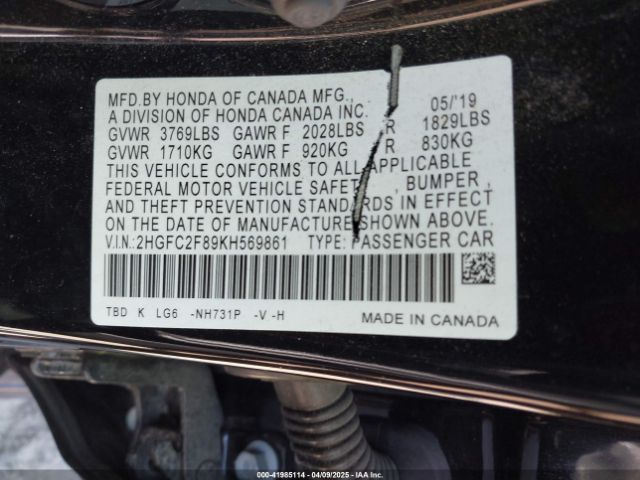 MFD.BY HONDA OF CANADA MFG., 05/'19
A DIVISION OF HONDA CANADA INC.
GVWR 3769LBS GAWR F 2028LBS R 1829LBS
GVWR 1710KG GAWR F 920KG R 830KG
THIS VEHICLE CONFORMS TO ALL APPLICABLE
FEDERAL MOTOR VEHICLE SAFETY, BUMPER,
AND THEFT PREVENTION STANDARDS IN EFFECT
ON THE DATE OF MANUFACTURE SHOWN ABOVE.
V.I.N.:2HGFC2F89KH569861 TYPE: PASSENGER CAR
TBD K LG6 -NH731P -V -H
MADE IN CANADA
000-41985114 - 04/09/2025 - IAA Inc.